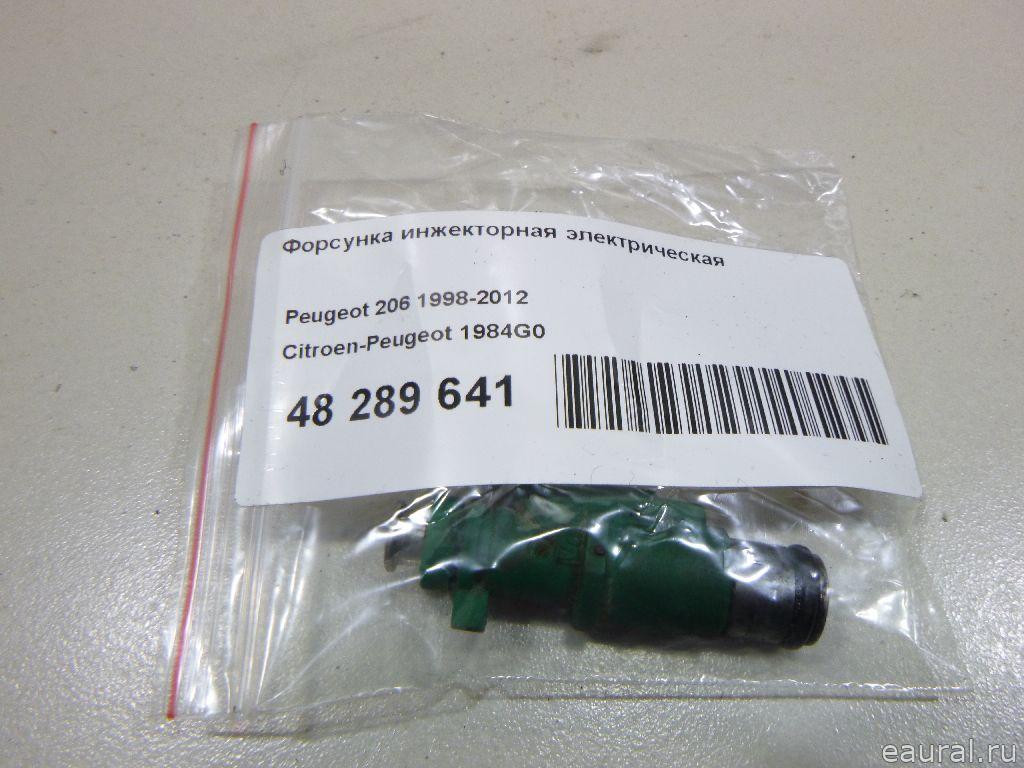 Форсунка инжекторная электрическая
Peugeot 206 1998-2012
Citroen-Peugeot 1984G0
48 289 641
eaural.ru